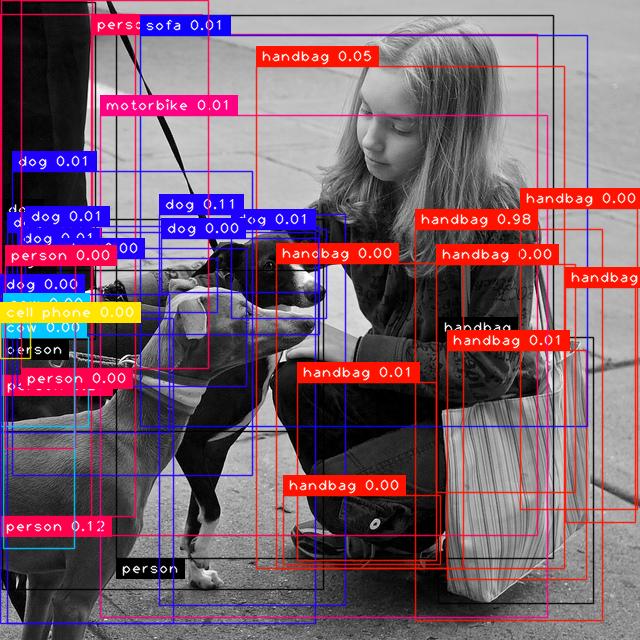 sofa 0.01
handbag 0.05
motorbike 0.01
dog 0.01
handbag 0.00
dog 0.11
dog 0.01
dog 0.01
handbag 0.98
dog 0.00
0.00
person 0.00
handbag 0.00
handbag 0.00
handbag
dog 0.00
cell phone 0.00
cow 0.00
handbag
handbag 0.01
person
handbag 0.01
person 0.00
handbag 0.00
person 0.12
person